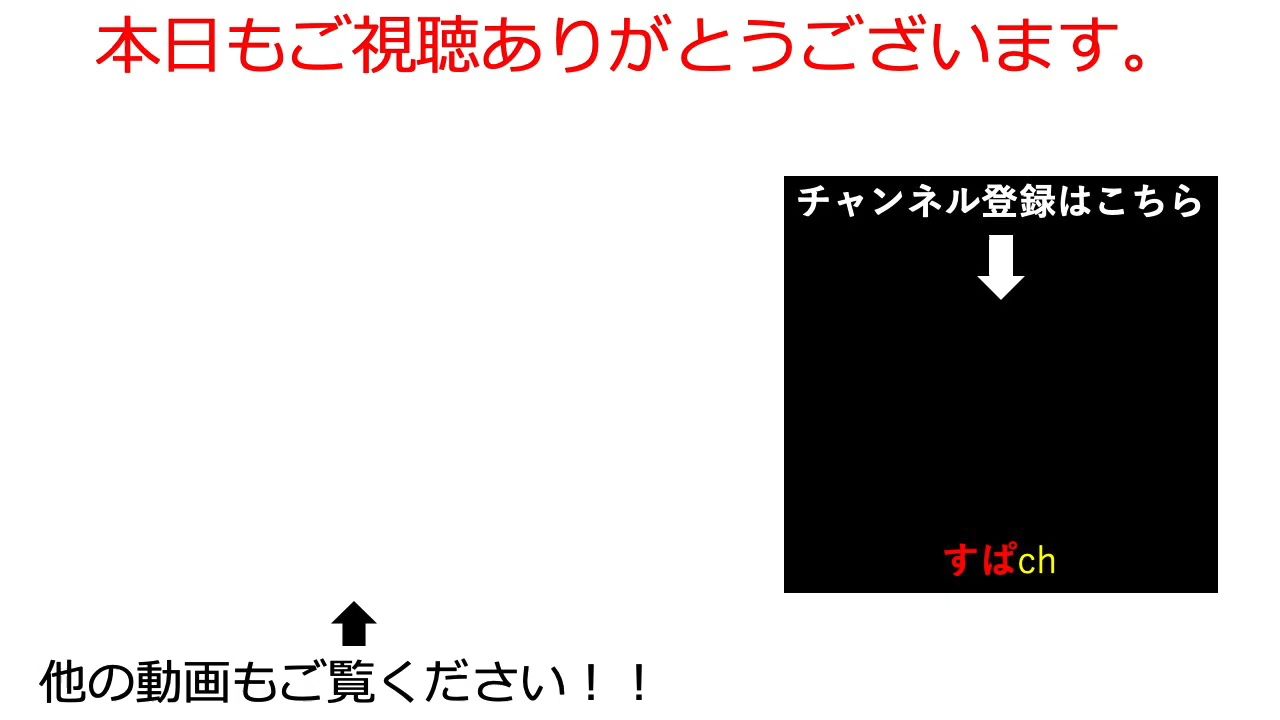 本日もご視聴ありがとうございます。
チャンネル登録はこちら
すぱch
他の動画もご覧ください！！